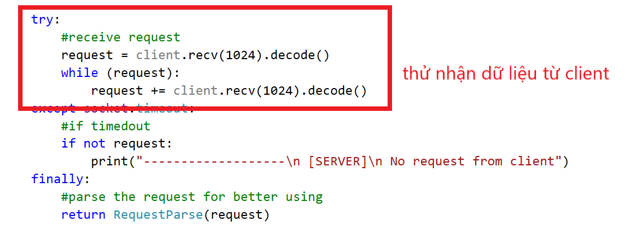 try:
#receive request
request = client.recv(1024).decode()
while (request):
request += client.recv(1024).decode()
thử nhận dữ liệu từ client
except socket.timeout:
#if timedout
if not request:
print("-------------------\n [SERVER]\n No request from client")
finally:
#parse the request for better using
return RequestParse(request)